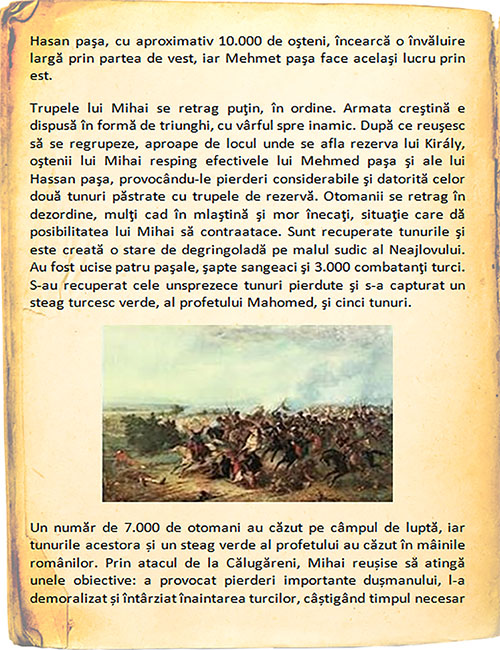 Hasan paşa, cu aproximativ 10.000 de oşteni, încearcă o învăluire
largă prin partea de vest, iar Mehmet paşa face acelaşi lucru prin
est.
Trupele lui Mihai se retrag puţin, în ordine. Armata creştină e
dispusă în formă de triunghi, cu vârful spre inamic. După ce reuşesc
să se regrupeze, aproape de locul unde se afla rezerva lui Király,
oştenii lui Mihai resping efectivele lui Mehmed paşa şi ale lui
Hassan paşa, provocându-le pierderi considerabile şi datorită celor
două tunuri păstrate cu trupele de rezervă. Otomanii se retrag în
dezordine, mulţi cad în mlaştină şi mor înecaţi, situaţie care dă
posibilitatea lui Mihai să contraatace. Sunt recuperate tunurile şi
este creată o stare de degringoladă pe malul sudic al Neajlovului.
Au fost ucise patru paşale, şapte sangeaci şi 3.000 combatanţi turci.
S-au recuperat cele unsprezece tunuri pierdute şi s-a capturat un
steag turcesc verde, al profetului Mahomed, şi cinci tunuri.
Un număr de 7.000 de otomani au căzut pe câmpul de luptă, iar
tunurile acestora și un steag verde al profetului au căzut în mâinile
românilor. Prin atacul de la Călugăreni, Mihai reușise să atingă
unele obiective: a provocat pierderi importante dușmanului, l-a
demoralizat și întârziat înaintarea turcilor, câștigând timpul necesar